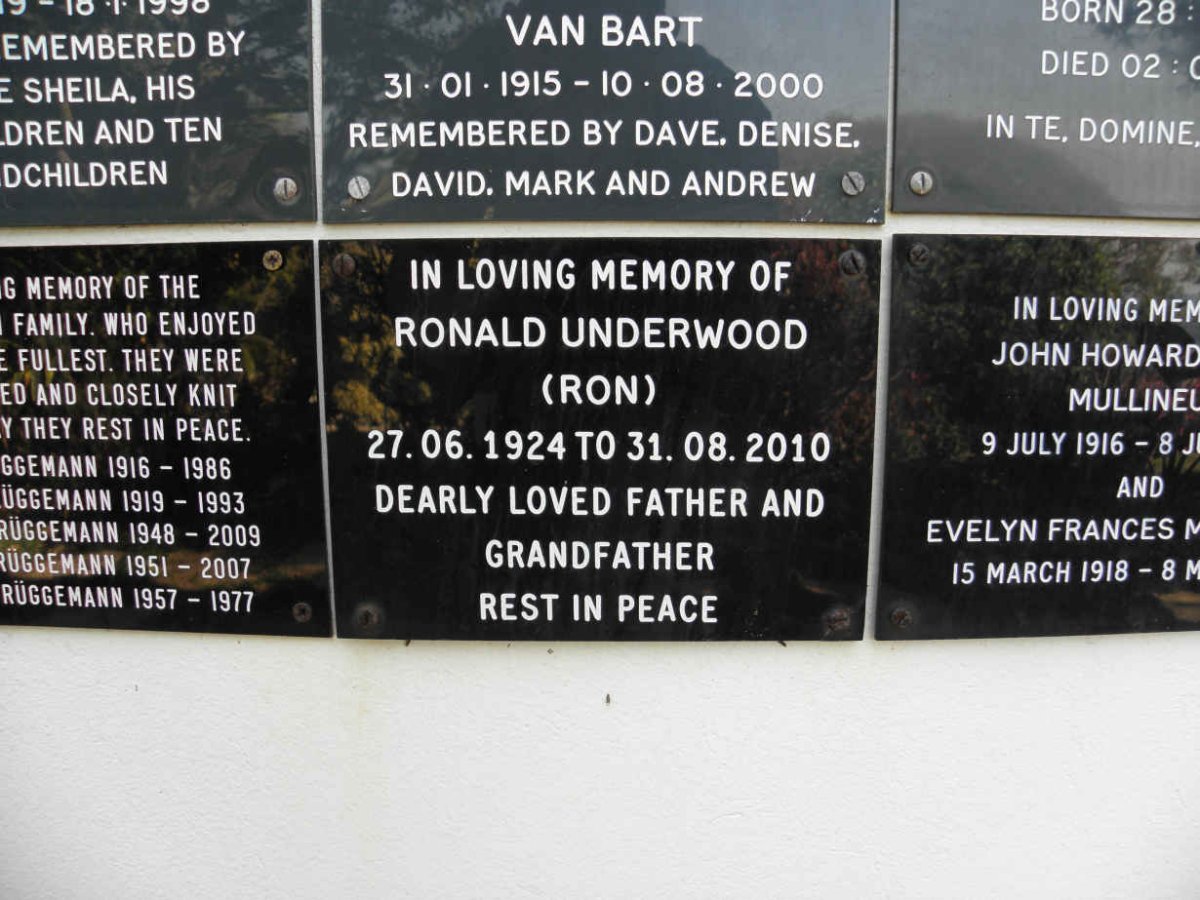 19 - 18·1·1998
REMEMBERED BY
SHEILA, HIS
AND TEN
VAN BART
31·01·1915 - 10·08·2000
REMEMBERED BY DAVE, DENISE,
DAVID, MARK AND ANDREW
BORN 28:
DIED 02:
IN TE, DOMINE,
MEMORY OF THE
FAMILY. WHO ENJOYED
FULLEST. THEY WERE
AND CLOSELY KNIT
THEY REST IN PEACE.
1916 - 1986
1919 - 1993
RÜGGEMANN 1948 - 2009
RÜGGEMANN 1951 - 2007
RÜGGEMANN 1957 - 1977
IN LOVING MEMORY OF
RONALD UNDERWOOD
(RON)
27.06.1924 TO 31.08.2010
DEARLY LOVED FATHER AND
GRANDFATHER
REST IN PEACE
IN LOVING MEM
JOHN HOWARD
MULLINEU
9 JULY 1916 - 8 JU
AND
EVELYN FRANCES M
15 MARCH 1918 - 8 M